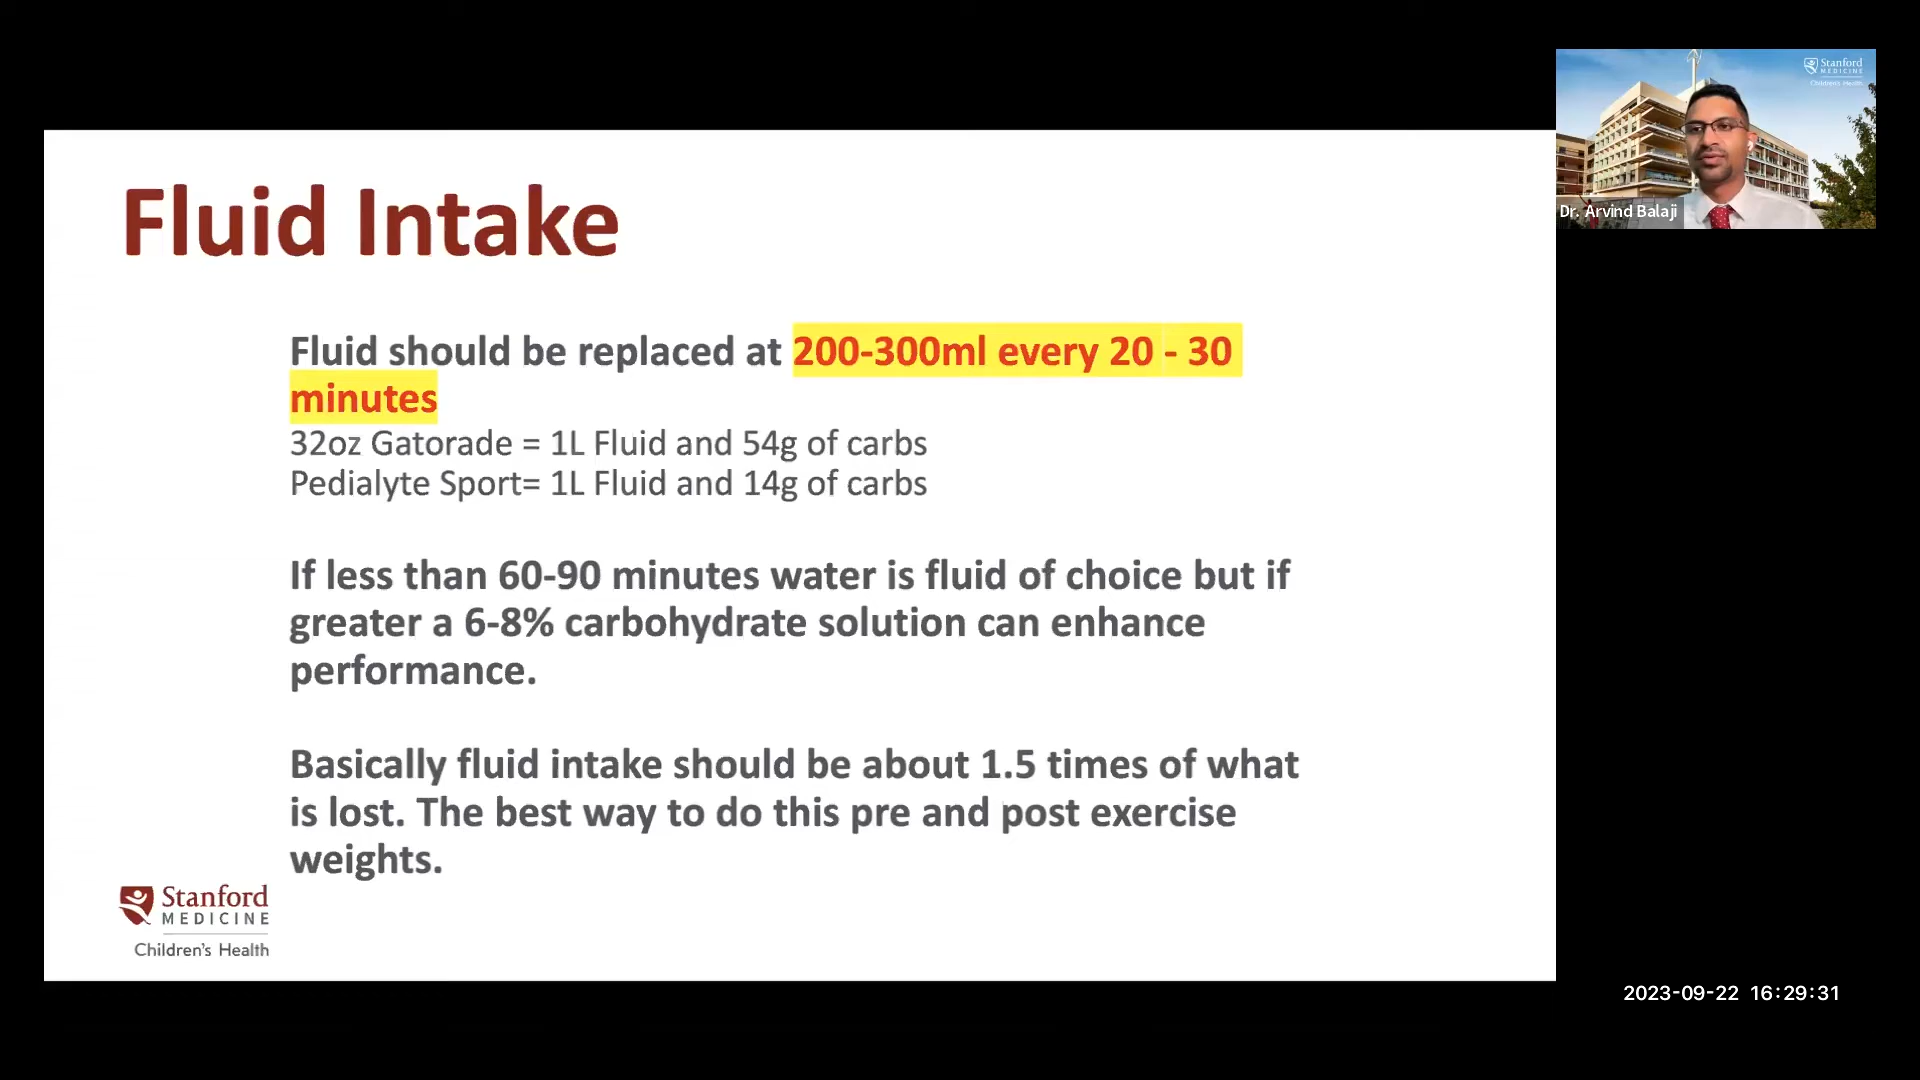 Stanford
MEDICINE
Children's Health
Dr. Arvind Balaji
Fluid Intake
Fluid should be replaced at 200-300ml every 20 - 30
minutes
32oz Gatorade = 1L Fluid and 54g of carbs
Pedialyte Sport= 1L Fluid and 14g of carbs
If less than 60-90 minutes water is fluid of choice but if
greater a 6-8% carbohydrate solution can enhance
performance.
Basically fluid intake should be about 1.5 times of what
is lost. The best way to do this pre and post exercise
weights.
Stanford
MEDICINE
Children's Health
2023-09-22 16:29:31